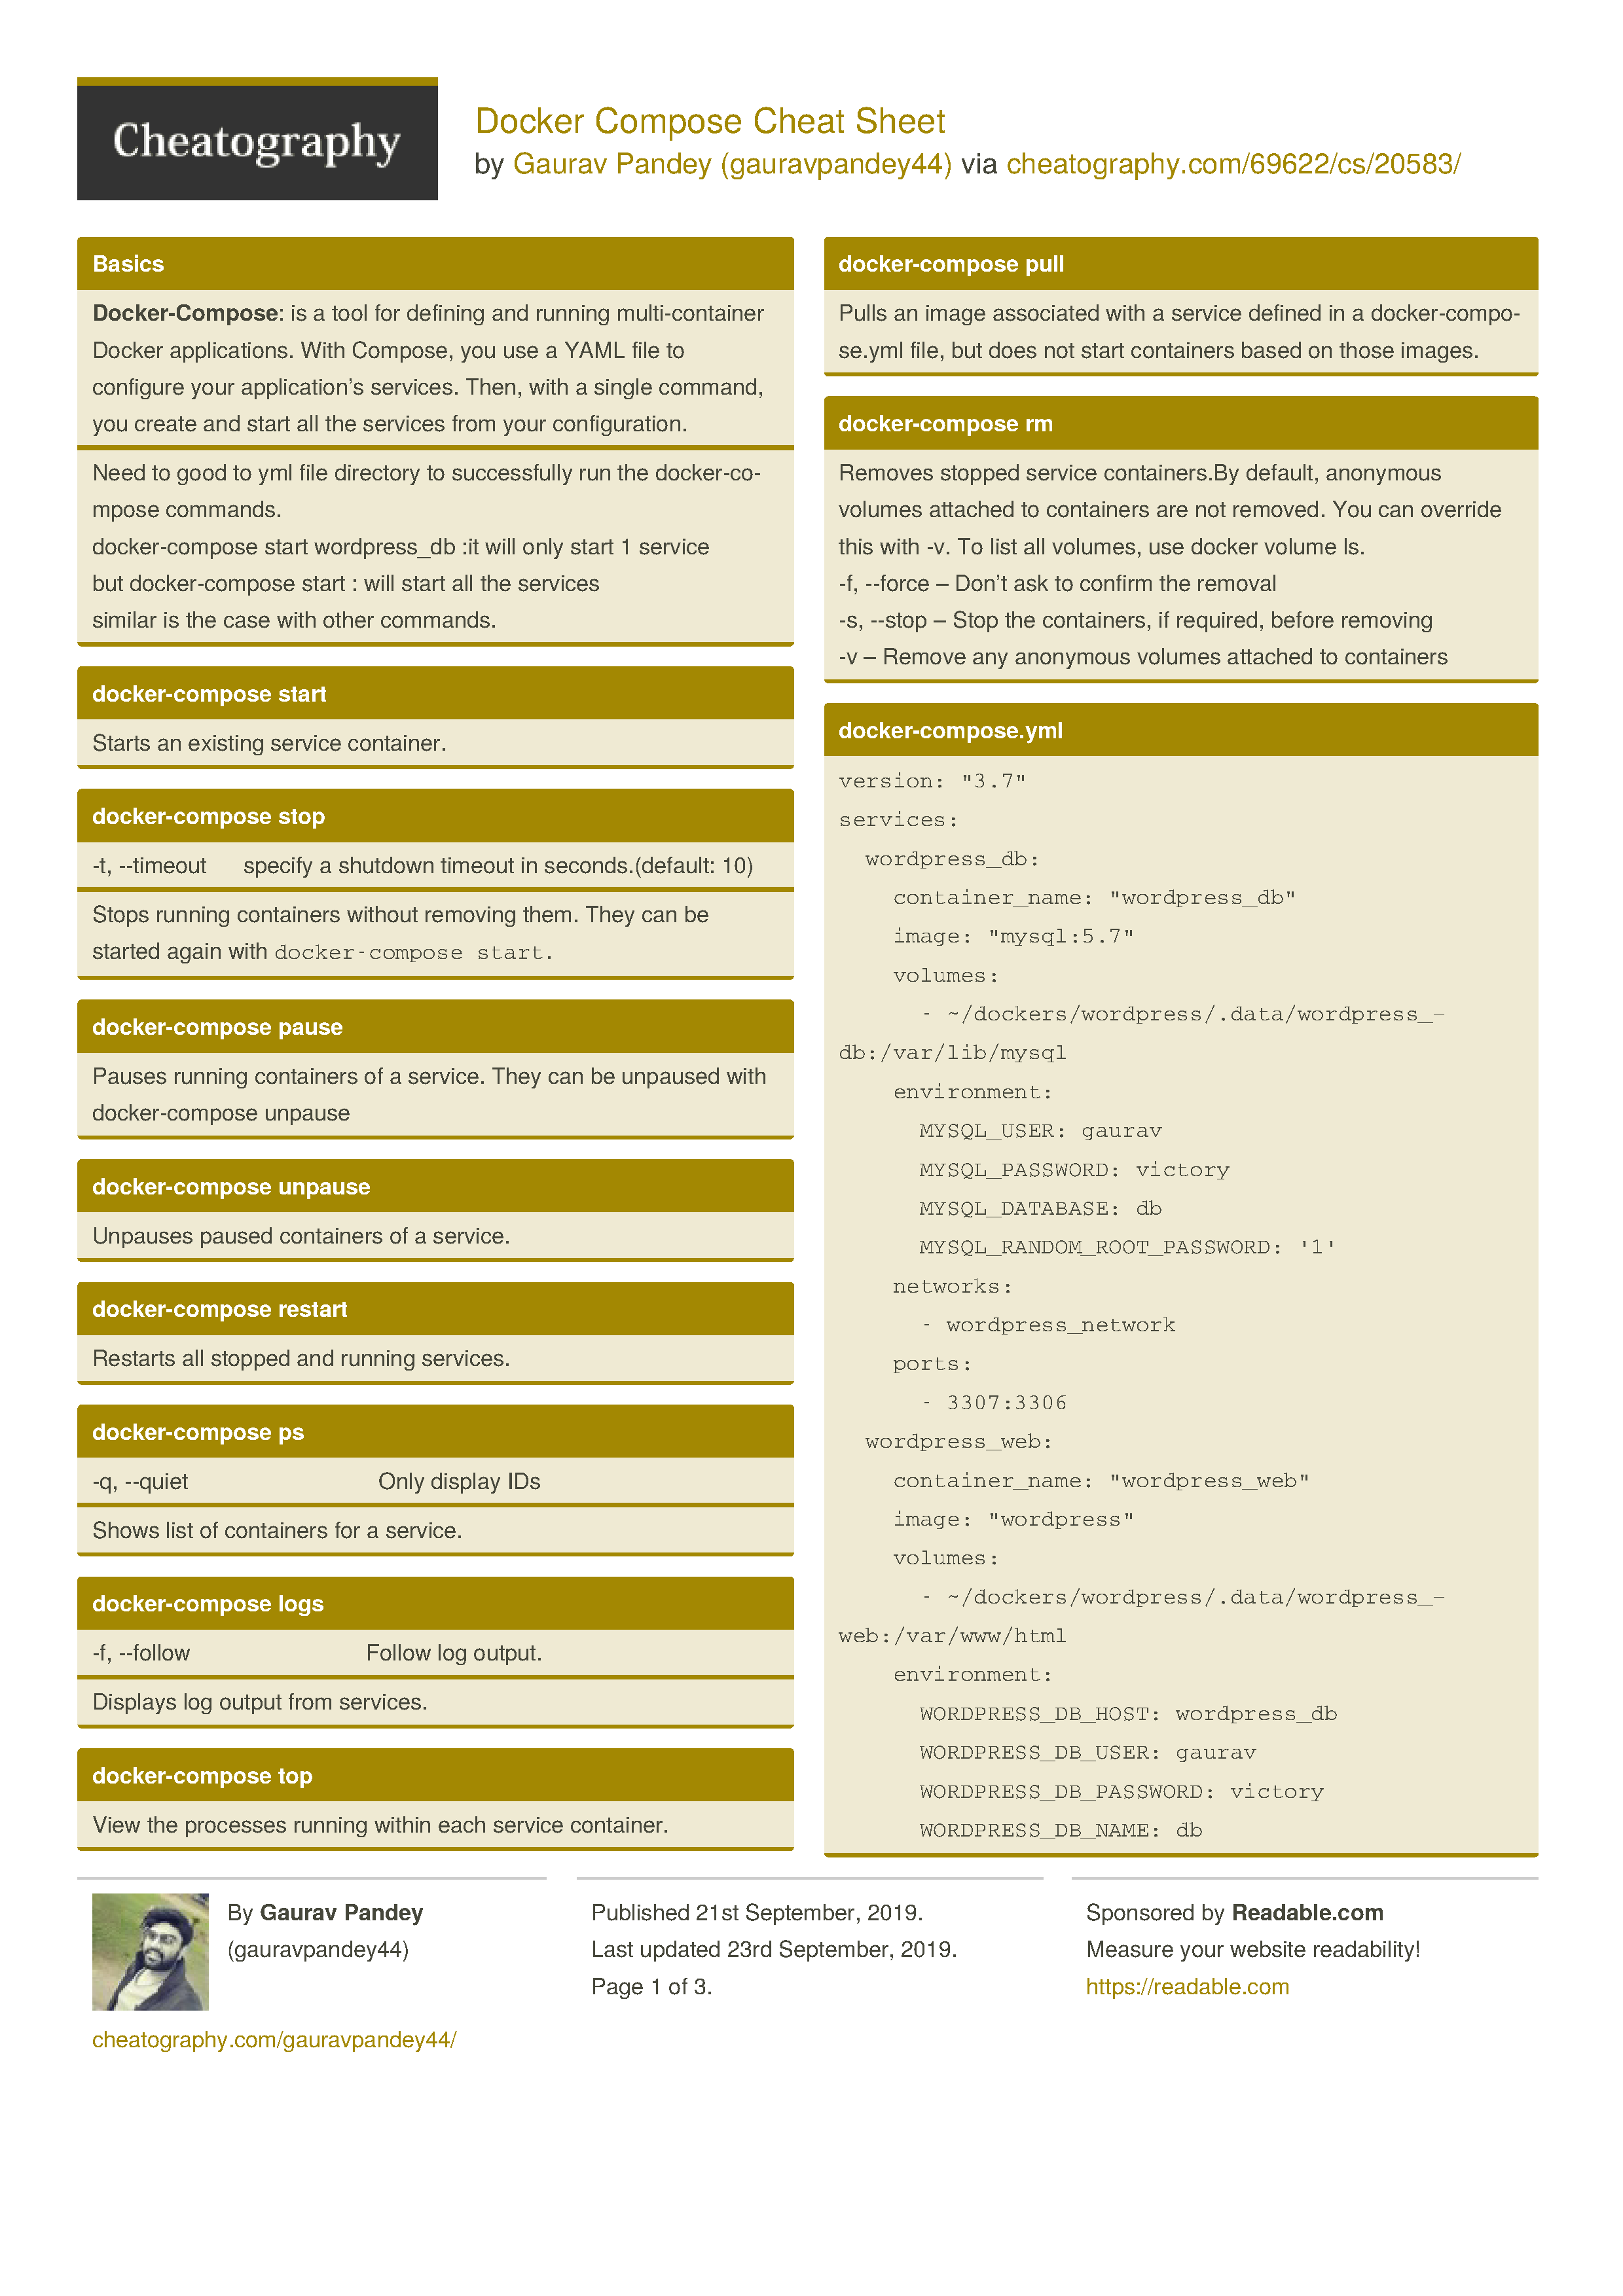 Cheatography
Docker Compose Cheat Sheet
by Gaurav Pandey (gauravpandey44) via cheatography.com/69622/cs/20583/
Basics
Docker-Compose: is a tool for defining and running multi-container
Docker applications. With Compose, you use a YAML file to
configure your application's services. Then, with a single command,
you create and start all the services from your configuration.
Need to good to yml file directory to successfully run the docker-co-
mpose commands.
docker-compose start wordpress_db :it will only start 1 service
but docker-compose start : will start all the services
similar is the case with other commands.
docker-compose start
Starts an existing service container.
docker-compose stop
-t, --timeout specify a shutdown timeout in seconds.(default: 10)
Stops running containers without removing them. They can be
started again with docker-compose start.
docker-compose pause
Pauses running containers of a service. They can be unpaused with
docker-compose unpause
docker-compose unpause
Unpauses paused containers of a service.
docker-compose restart
Restarts all stopped and running services.
docker-compose ps
-q, --quiet Only display IDs
Shows list of containers for a service.
docker-compose logs
-f, --follow Follow log output.
Displays log output from services.
docker-compose top
View the processes running within each service container.
docker-compose pull
Pulls an image associated with a service defined in a docker-compo-
se.yml file, but does not start containers based on those images.
docker-compose rm
Removes stopped service containers.By default, anonymous
volumes attached to containers are not removed. You can override
this with -v. To list all volumes, use docker volume ls.
-f, --force – Don't ask to confirm the removal
-s, --stop – Stop the containers, if required, before removing
-v – Remove any anonymous volumes attached to containers
docker-compose.yml
version: "3.7"
services:
  wordpress_db:
    container_name: "wordpress_db"
    image: "mysql:5.7"
    volumes:
      - ~/dockers/wordpress/.data/wordpress_-
db:/var/lib/mysql
    environment:
      MYSQL_USER: gaurav
      MYSQL_PASSWORD: victory
      MYSQL_DATABASE: db
      MYSQL_RANDOM_ROOT_PASSWORD: '1'
    networks:
      - wordpress_network
    ports:
      - 3307:3306
  wordpress_web:
    container_name: "wordpress_web"
    image: "wordpress"
    volumes:
      - ~/dockers/wordpress/.data/wordpress_-
web:/var/www/html
    environment:
      WORDPRESS_DB_HOST: wordpress_db
      WORDPRESS_DB_USER: gaurav
      WORDPRESS_DB_PASSWORD: victory
      WORDPRESS_DB_NAME: db
By Gaurav Pandey
(gauravpandey44)
cheatography.com/gauravpandey44/
Published 21st September, 2019.
Last updated 23rd September, 2019.
Page 1 of 3.
Sponsored by Readable.com
Measure your website readability!
https://readable.com